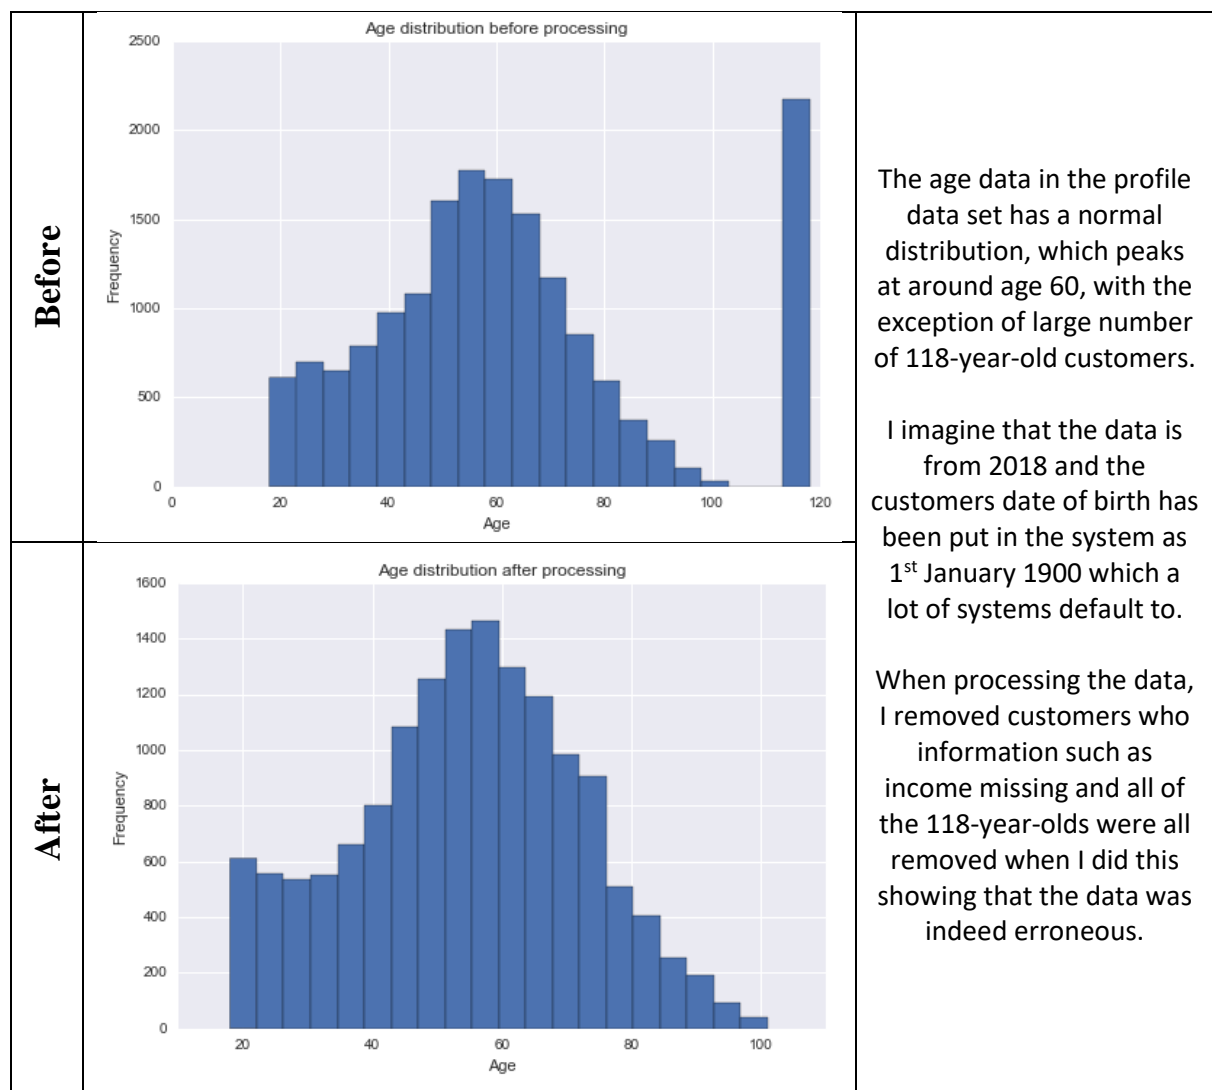 Before
Age distribution before processing
2500
2000
1500
1000
500
0
Frequency
0 20 40 60 80 100 120
Age
After
Age distribution after processing
1600
1400
1200
1000
800
600
400
200
0
Frequency
20 40 60 80 100
Age
The age data in the profile
data set has a normal
distribution, which peaks
at around age 60, with the
exception of large number
of 118-year-old customers.
I imagine that the data is
from 2018 and the
customers date of birth has
been put in the system as
1st January 1900 which a
lot of systems default to.
When processing the data,
I removed customers who
information such as
income missing and all of
the 118-year-olds were all
removed when I did this
showing that the data was
indeed erroneous.